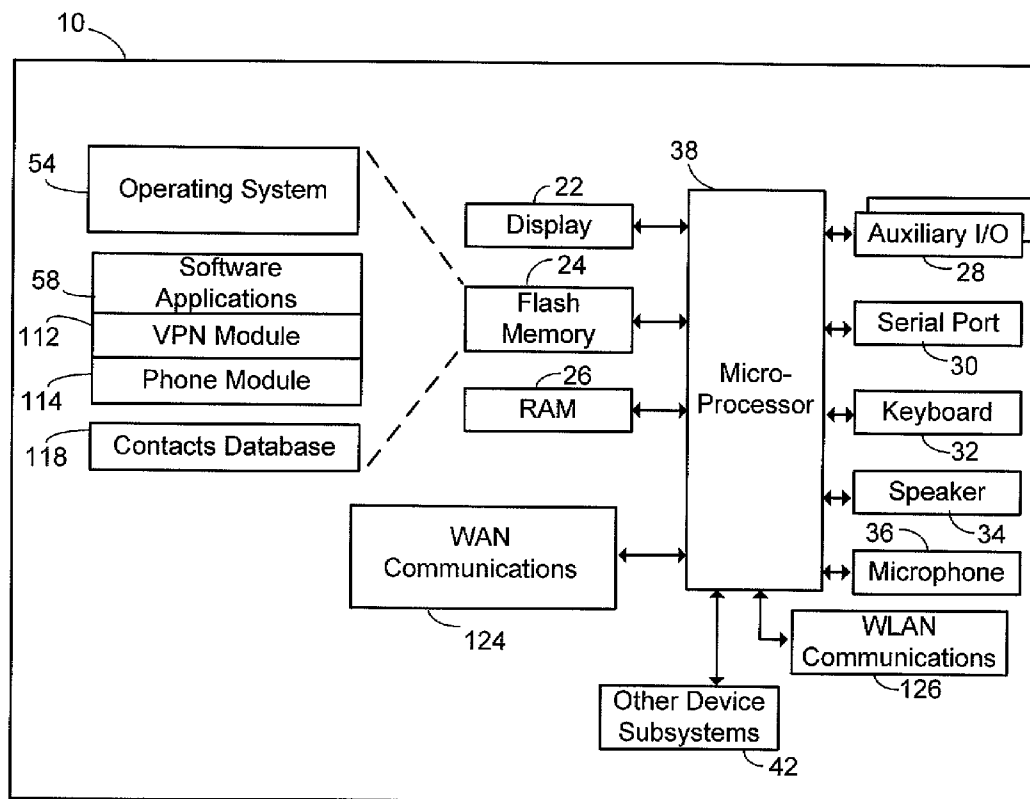 10
54
Operating System
58
Software
Applications
112
VPN Module
114
Phone Module
118
Contacts Database
22
Display
24
Flash
Memory
26
RAM
WAN
Communications
124
38
Micro-
Processor
Auxiliary I/O
28
Serial Port
30
Keyboard
32
Speaker
34
36
Microphone
WLAN
Communications
126
Other Device
Subsystems
42